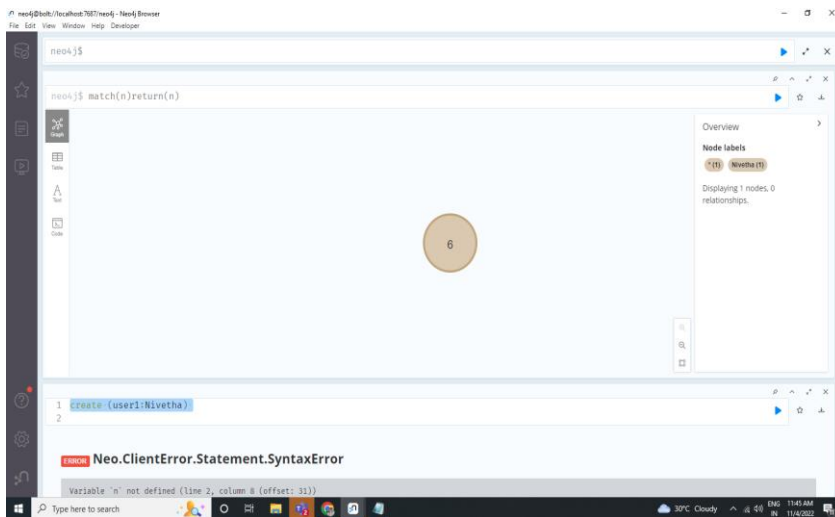 neo4j@bolt://localhost:7687/neo4j - Neo4j Browser
File Edit View Window Help Developer
neo4j$
neo4j$ match(n)return(n)
Graph
Table
Text
Code
Overview
Node labels
* (1) Nivetha (1)
Displaying 1 nodes, 0
relationships.
6
1 create (user1:Nivetha)
2
ERROR Neo.ClientError.Statement.SyntaxError
Variable `n` not defined (line 2, column 8 (offset: 31))
Type here to search
30°C Cloudy
ENG
IN
11:45 AM
11/4/2022